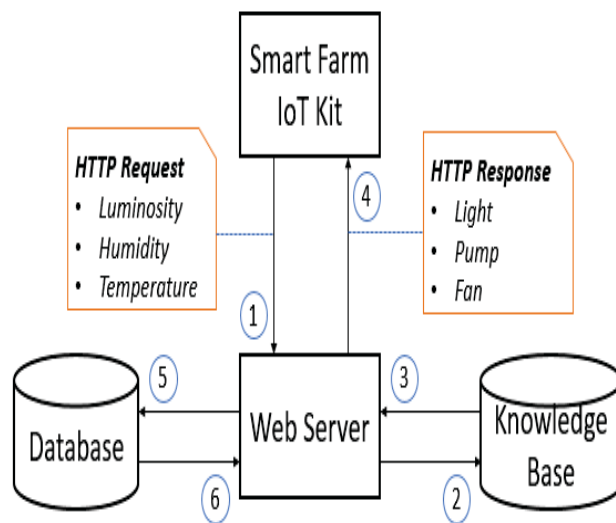 Smart Farm
IoT Kit
HTTP Request
• Luminosity
• Humidity
• Temperature
HTTP Response
• Light
• Pump
• Fan
4
1
5
3
Database
Web Server
Knowledge
Base
6
2